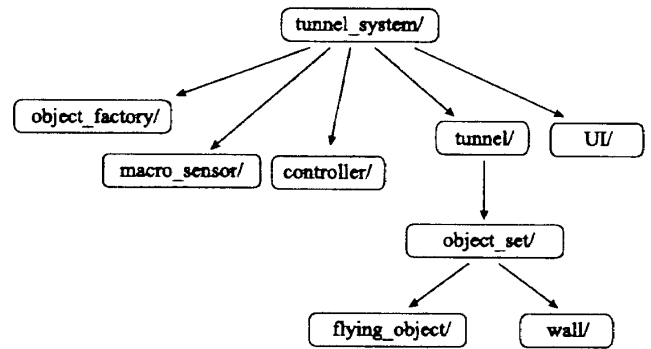 tunnel_system/
object_factory/
macro_sensor/
controller/
tunnel/
UI/
object_set/
flying_object/
wall/